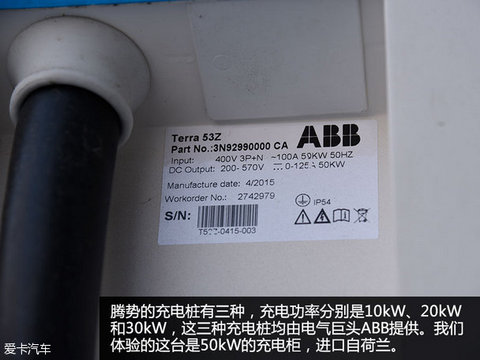 Terra 53Z
Part No.:3N92990000 CA
ABB
Input: 400V 3P+N ~100A 59KW 50HZ
DC Output: 200- 570V ⎓ 0-125A 50KW
Manufacture date: 4/2015
Workorder No.: 2742979
IP54
S/N:
T53Z-0415-003
腾势的充电桩有三种，充电功率分别是10kW、20kW
和30kW，这三种充电桩均由电气巨头ABB提供。我们
体验的这台是50kW的充电柜，进口自荷兰。
爱卡汽车